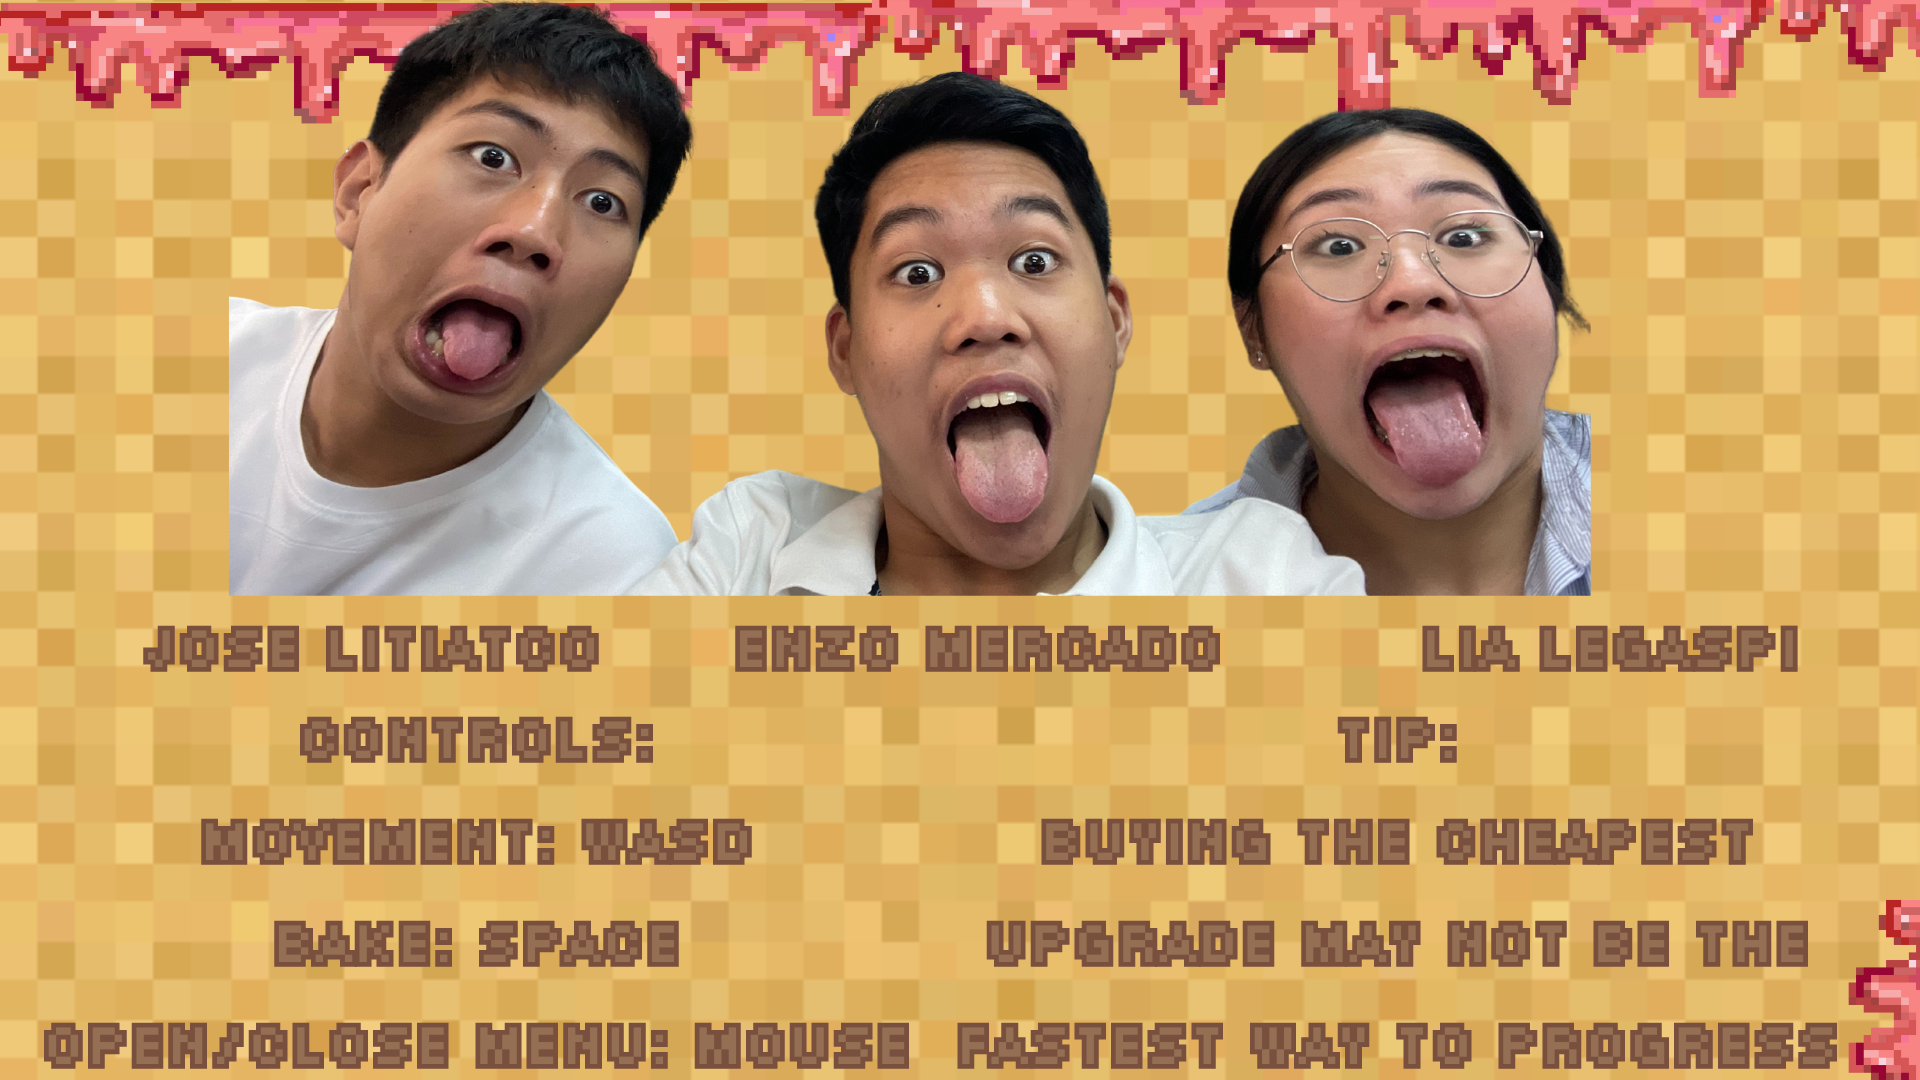 JOSE LITIATCO
ENZO MERCADO
LIA LEGASPI
CONTROLS:
MOVEMENT: WASD
BAKE: SPACE
OPEN/CLOSE MENU: MOUSE
TIP:
BUYING THE CHEAPEST
UPGRADE MAY NOT BE THE
FASTEST WAY TO PROGRESS